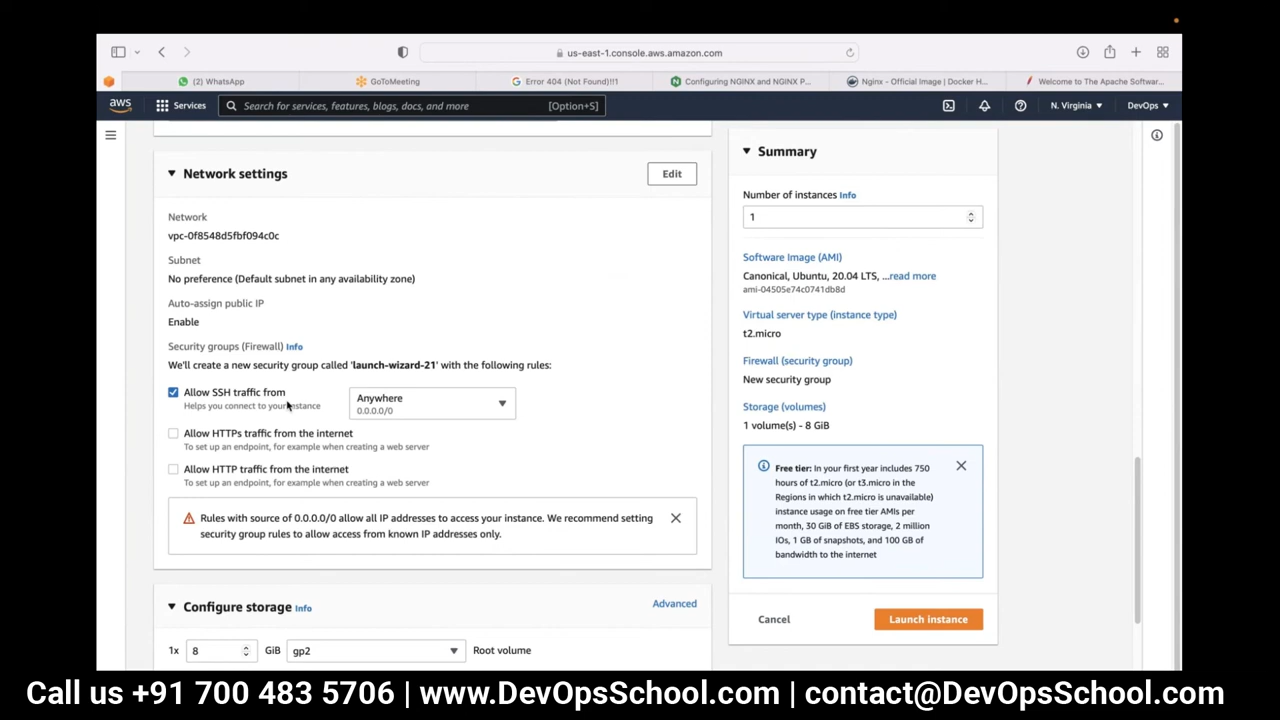 us-east-1.console.aws.amazon.com
(2) WhatsApp
GoToMeeting
Error 404 (Not Found)!!1
Configuring NGINX and NGINX P...
Nginx - Official Image | Docker H...
Welcome to The Apache Softwar...
aws
Services
Search for services, features, blogs, docs, and more
[Option+S]
N. Virginia
DevOps
Network settings
Edit
Network
vpc-0f8548d5fbf094c0c
Subnet
No preference (Default subnet in any availability zone)
Auto-assign public IP
Enable
Security groups (Firewall) Info
We'll create a new security group called 'launch-wizard-21' with the following rules:
Allow SSH traffic from
Helps you connect to your instance
Anywhere
0.0.0.0/0
Allow HTTPs traffic from the internet
To set up an endpoint, for example when creating a web server
Allow HTTP traffic from the internet
To set up an endpoint, for example when creating a web server
Rules with source of 0.0.0.0/0 allow all IP addresses to access your instance. We recommend setting
security group rules to allow access from known IP addresses only.
Configure storage Info
Advanced
1x
8
GiB
gp2
Root volume
Summary
Number of instances Info
1
Software Image (AMI)
Canonical, Ubuntu, 20.04 LTS, ...read more
ami-04505e74c0741db8d
Virtual server type (instance type)
t2.micro
Firewall (security group)
New security group
Storage (volumes)
1 volume(s) - 8 GiB
Free tier: In your first year includes 750
hours of t2.micro (or t3.micro in the
Regions in which t2.micro is unavailable)
instance usage on free tier AMIs per
month, 30 GiB of EBS storage, 2 million
IOs, 1 GB of snapshots, and 100 GB of
bandwidth to the internet
Cancel
Launch instance
Call us +91 700 483 5706 | www.DevOpsSchool.com | contact@DevOpsSchool.com